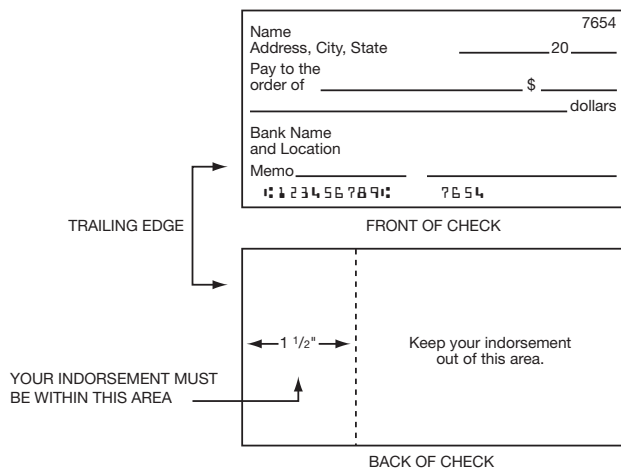 7654
Name
Address, City, State 20
Pay to the
order of $
dollars
Bank Name
and Location
Memo
⑆123456789⑆ 7654
TRAILING EDGE
FRONT OF CHECK
1 1/2"
Keep your indorsement
out of this area.
YOUR INDORSEMENT MUST
BE WITHIN THIS AREA
BACK OF CHECK